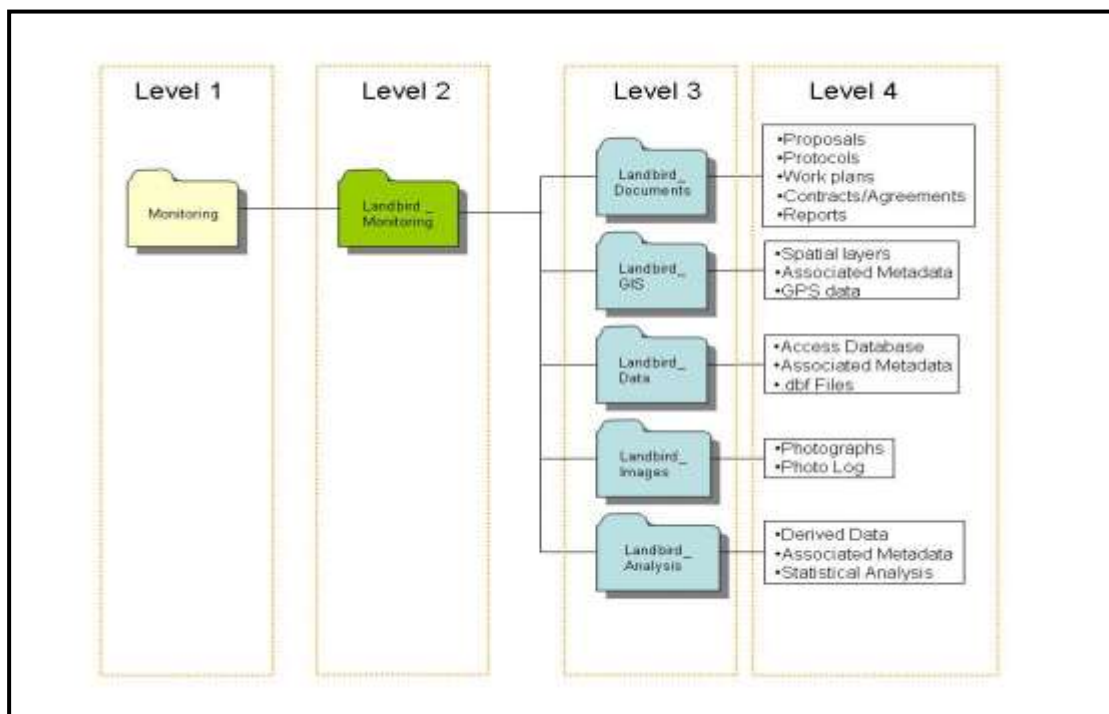 Level 1
Level 2
Level 3
Level 4
Monitoring
Landbird_
Monitoring
Landbird_
Documents
•Proposals
•Protocols
•Work plans
•Contracts/Agreements
•Reports
Landbird_
GIS
•Spatial layers
•Associated Metadata
•GPS data
Landbird_
Data
•Access Database
•Associated Metadata
•.dbf Files
Landbird_
Images
•Photographs
•Photo Log
Landbird_
Analysis
•Derived Data
•Associated Metadata
•Statistical Analysis